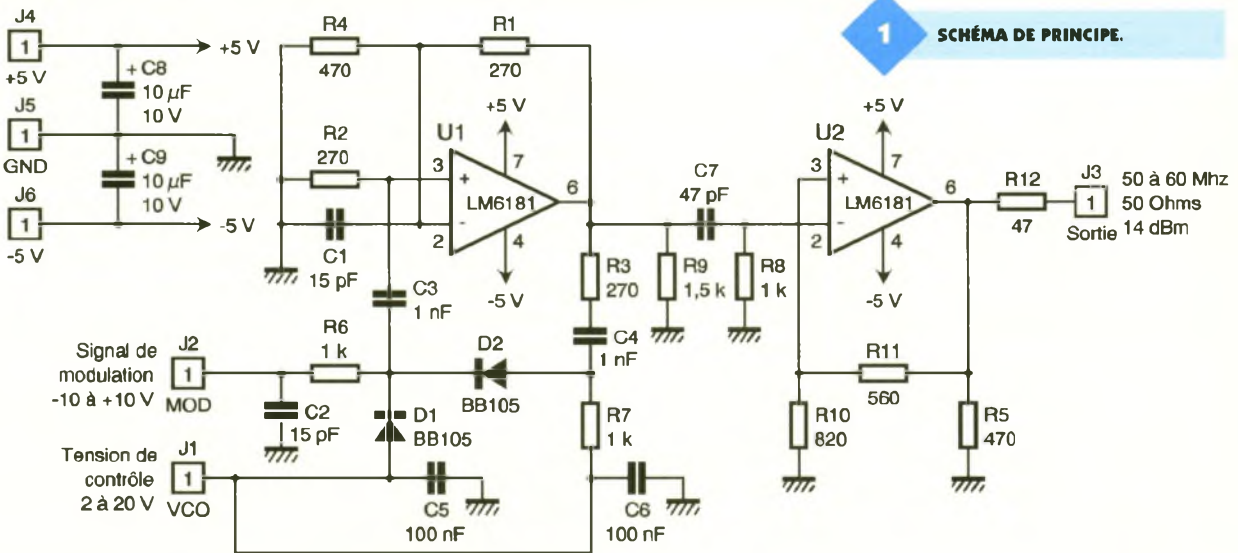 1
SCHÉMA DE PRINCIPE.
J4
1
+5 V
+5 V
+ C8
10 µF
10 V
J5
1
GND
+ C9
10 µF
10 V
J6
1
-5 V
-5 V
R4
470
R1
270
R2
270
C1
15 pF
U1
+5 V
3
+
7
LM6181
6
-
2
4
-5 V
C3
1 nF
R3
270
C4
1 nF
R9
1,5 k
C7
47 pF
R8
1 k
U2
+5 V
3
+
7
LM6181
6
-
2
4
-5 V
R12
47
J3
1
Sortie
50 à 60 Mhz
50 Ohms
14 dBm
Signal de
modulation
-10 à +10 V
J2
1
MOD
R6
1 k
C2
15 pF
D2
BB105
D1
BB105
R7
1 k
R11
560
R10
820
R5
470
Tension de
contrôle
2 à 20 V
J1
1
VCO
C5
100 nF
C6
100 nF